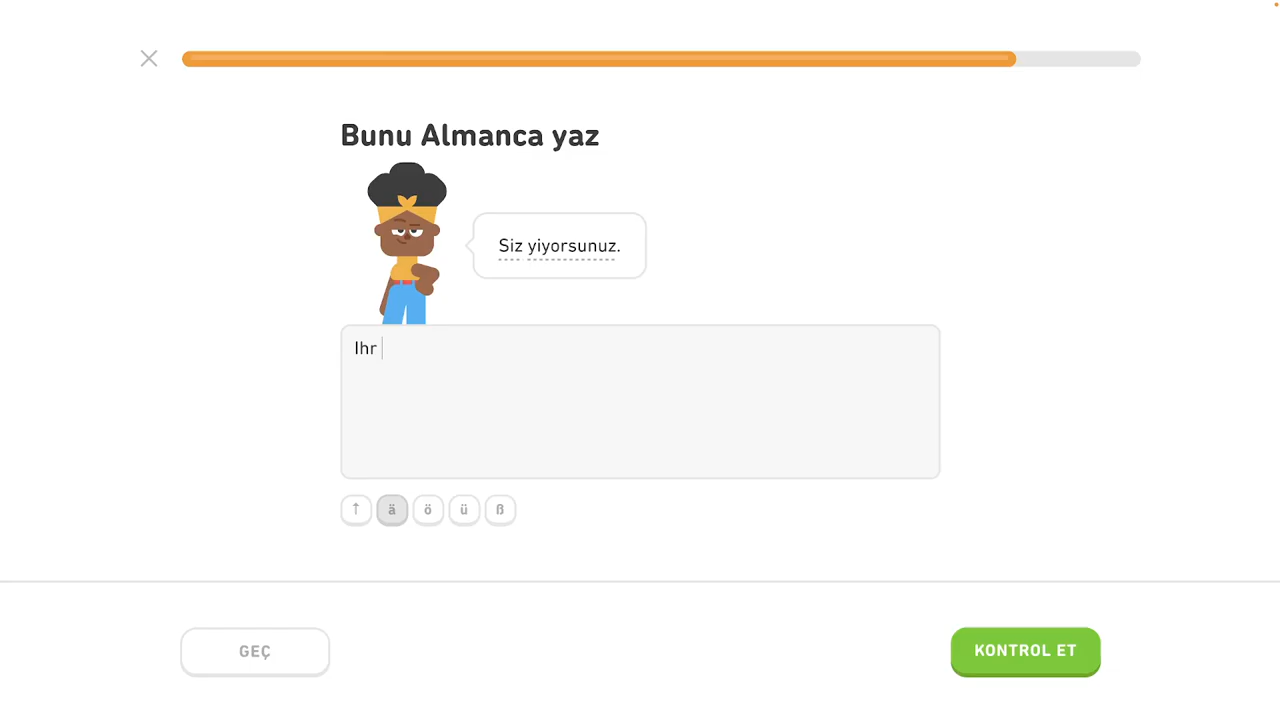 Bunu Almanca yaz
Siz yiyorsunuz.
Ihr
↑ ä ö ü ß
GEÇ
KONTROL ET